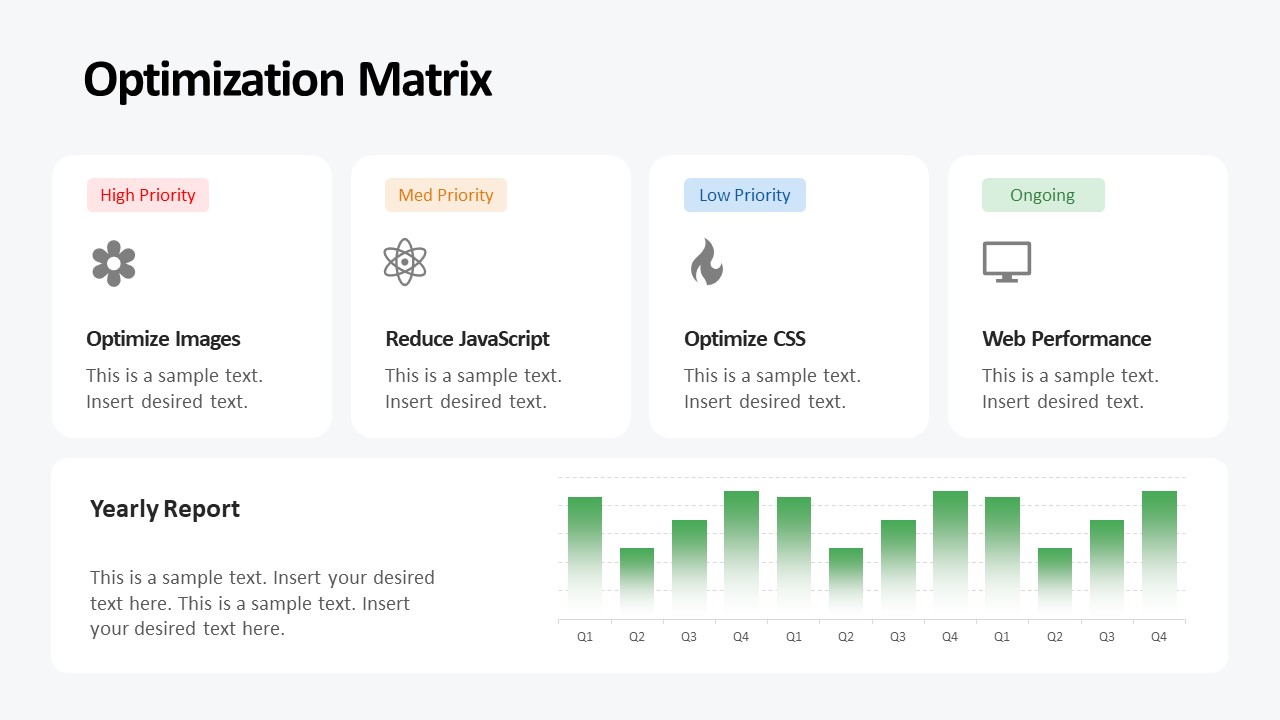 Optimization Matrix
High Priority
Optimize Images
This is a sample text.
Insert desired text.
Med Priority
Reduce JavaScript
This is a sample text.
Insert desired text.
Low Priority
Optimize CSS
This is a sample text.
Insert desired text.
Ongoing
Web Performance
This is a sample text.
Insert desired text.
Yearly Report
This is a sample text. Insert your desired
text here. This is a sample text. Insert
your desired text here.
Q1 Q2 Q3 Q4 Q1 Q2 Q3 Q4 Q1 Q2 Q3 Q4